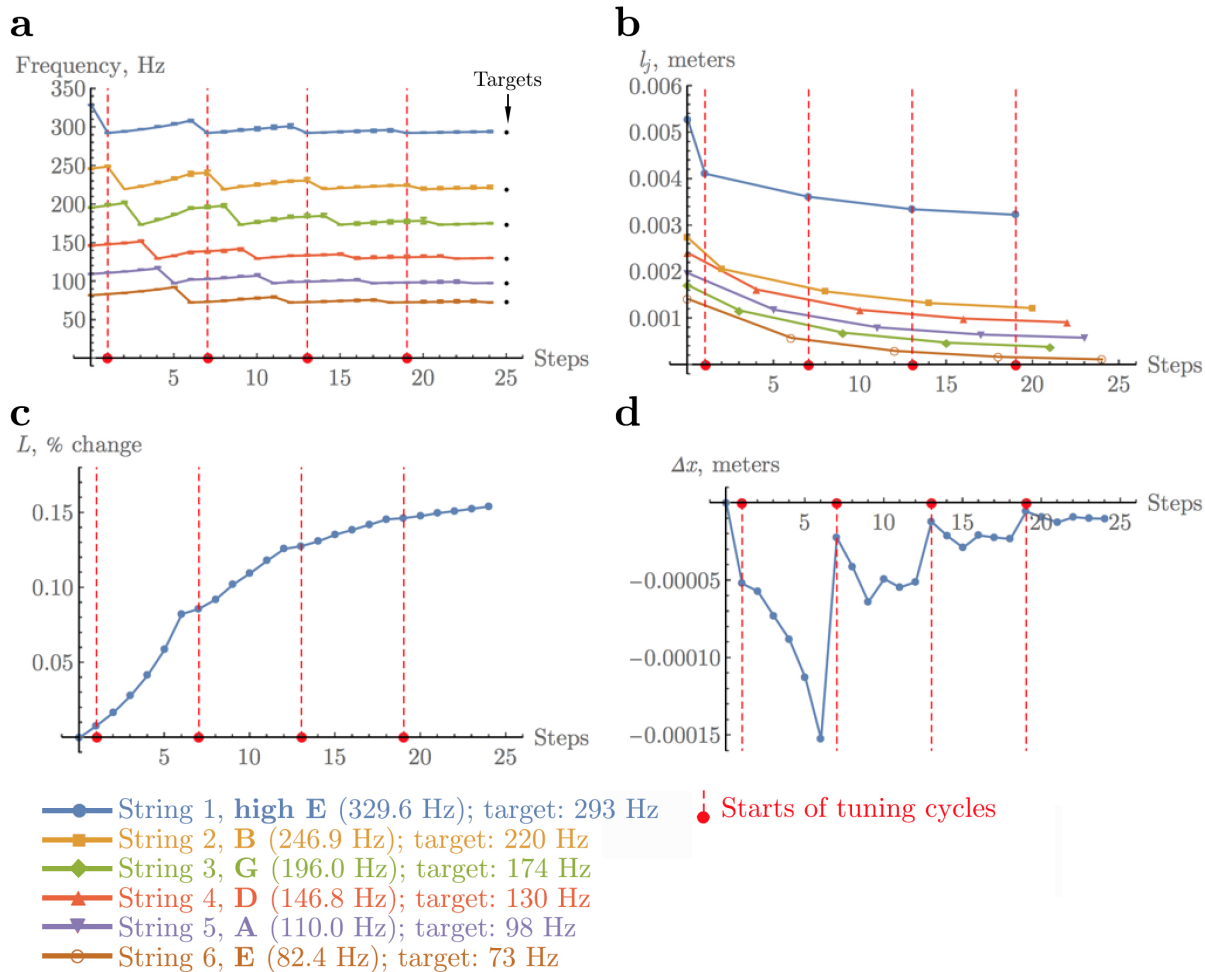 a
Frequency, Hz
Targets
350
300
250
200
150
100
50
5 10 15 20 25
Steps
b
lⱼ, meters
0.006
0.005
0.004
0.003
0.002
0.001
5 10 15 20 25
Steps
c
L, % change
0.15
0.10
0.05
5 10 15 20 25
Steps
d
Δx, meters
5 10 15 20 25
Steps
−0.00005
−0.00010
−0.00015
String 1, high E (329.6 Hz); target: 293 Hz
String 2, B (246.9 Hz); target: 220 Hz
String 3, G (196.0 Hz); target: 174 Hz
String 4, D (146.8 Hz); target: 130 Hz
String 5, A (110.0 Hz); target: 98 Hz
String 6, E (82.4 Hz); target: 73 Hz
Starts of tuning cycles